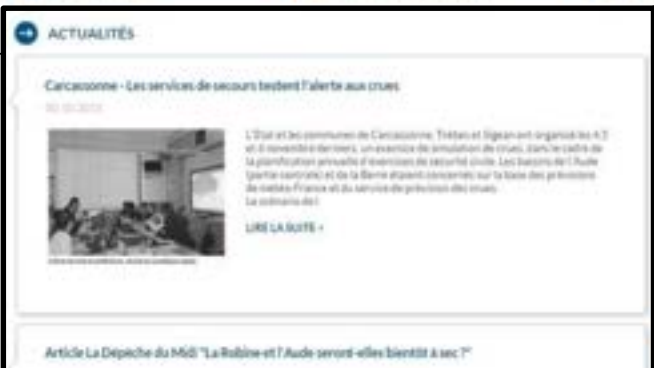 ACTUALITÉS
Carcassonne - Les services de secours testent l'alerte aux crues
L'Etat et les communes de Carcassonne, Trèbes et Sigean ont organisé les 4,5
et 6 novembre derniers, un exercice de simulation de crues, dans le cadre de
la planification annuelle d'exercices de sécurité civile. Les bassins de l'Aude
(partie centrale) et de la Berre étaient concernés sur la base des prévisions
de météo-France et du service de prévision des crues.
Le scénario de l
LIRE LA SUITE
Article La Dépêche du Midi "La Robine et l'Aude seront-elles bientôt à sec ?"